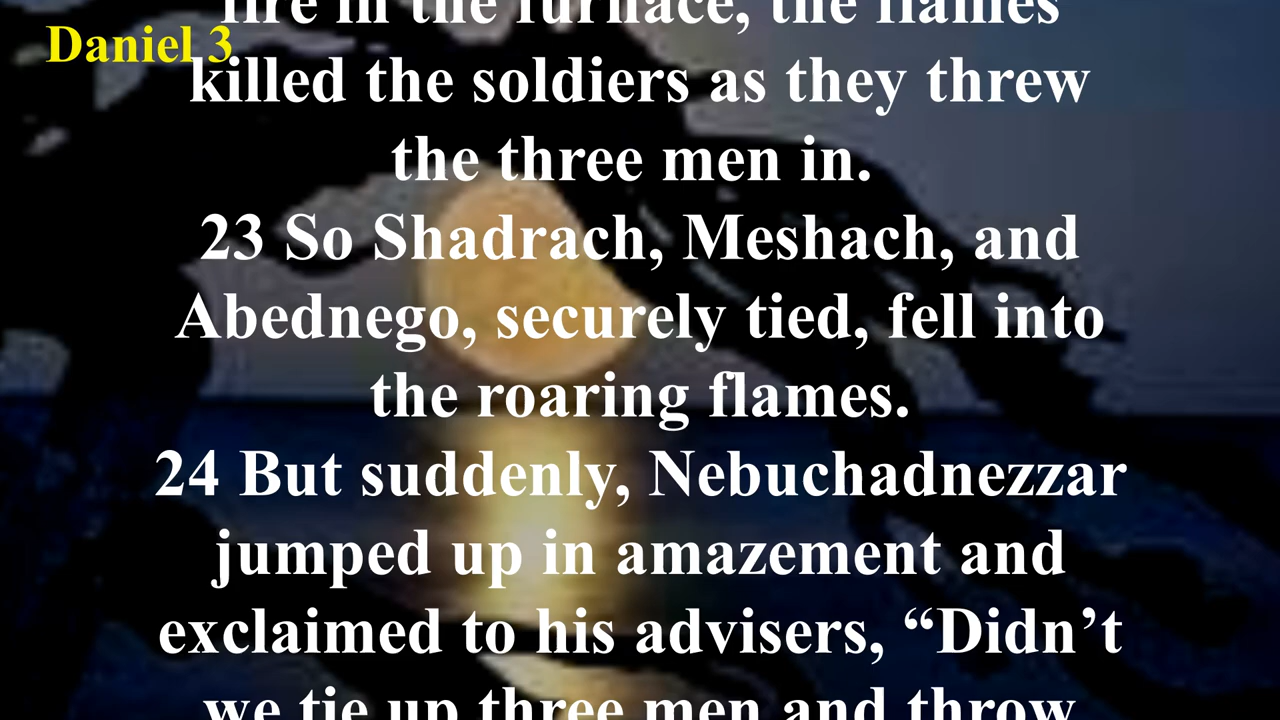 fire in the furnace, the flames
Daniel 3
killed the soldiers as they threw
the three men in.
23 So Shadrach, Meshach, and
Abednego, securely tied, fell into
the roaring flames.
24 But suddenly, Nebuchadnezzar
jumped up in amazement and
exclaimed to his advisers, “Didn’t
we tie up three men and throw